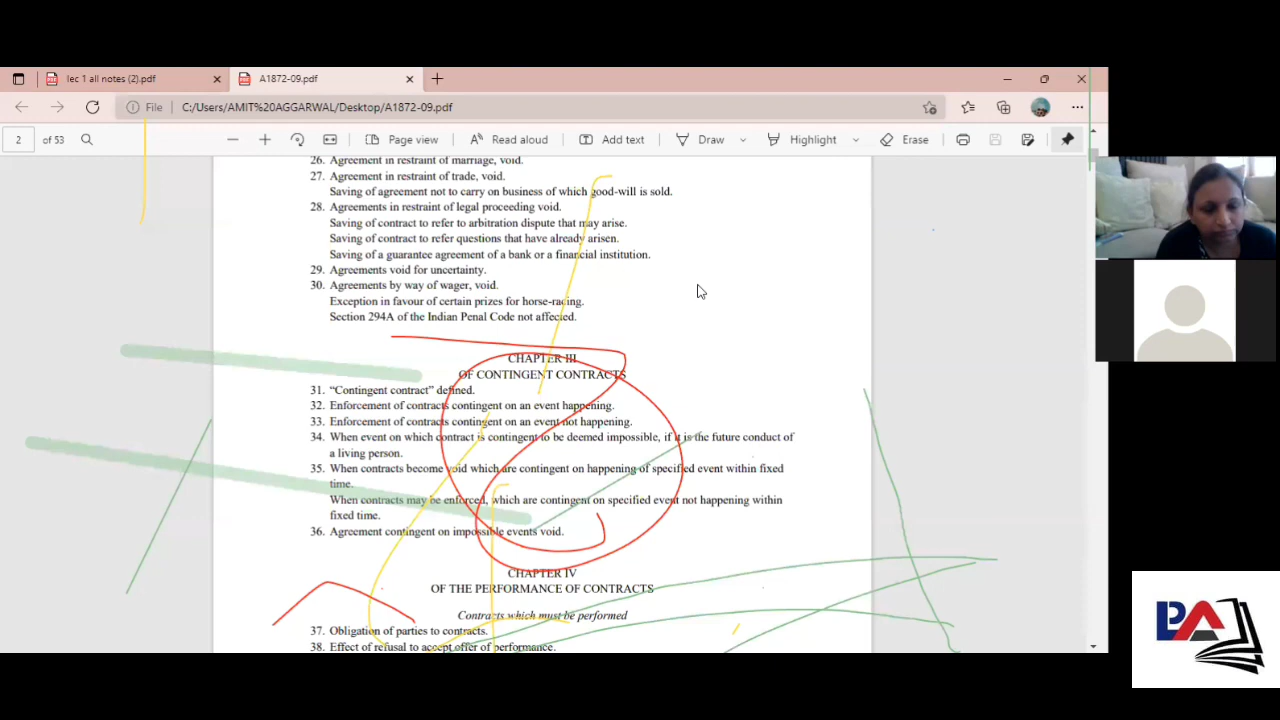 lec 1 all notes (2).pdf
A1872-09.pdf
File
C:/Users/AMIT%20AGGARWAL/Desktop/A1872-09.pdf
2 of 53
Page view
Read aloud
Add text
Draw
Highlight
Erase
26. Agreement in restraint of marriage, void.
27. Agreement in restraint of trade, void.
Saving of agreement not to carry on business of which good-will is sold.
28. Agreements in restraint of legal proceeding void.
Saving of contract to refer to arbitration dispute that may arise.
Saving of contract to refer questions that have already arisen.
Saving of a guarantee agreement of a bank or a financial institution.
29. Agreements void for uncertainty.
30. Agreements by way of wager, void.
Exception in favour of certain prizes for horse-racing.
Section 294A of the Indian Penal Code not affected.
CHAPTER III
OF CONTINGENT CONTRACTS
31. “Contingent contract” defined.
32. Enforcement of contracts contingent on an event happening.
33. Enforcement of contracts contingent on an event not happening.
34. When event on which contract is contingent to be deemed impossible, if it is the future conduct of
a living person.
35. When contracts become void which are contingent on happening of specified event within fixed
time.
When contracts may be enforced, which are contingent on specified event not happening within
fixed time.
36. Agreement contingent on impossible events void.
CHAPTER IV
OF THE PERFORMANCE OF CONTRACTS
Contracts which must be performed
37. Obligation of parties to contracts.
38. Effect of refusal to accept offer of performance.